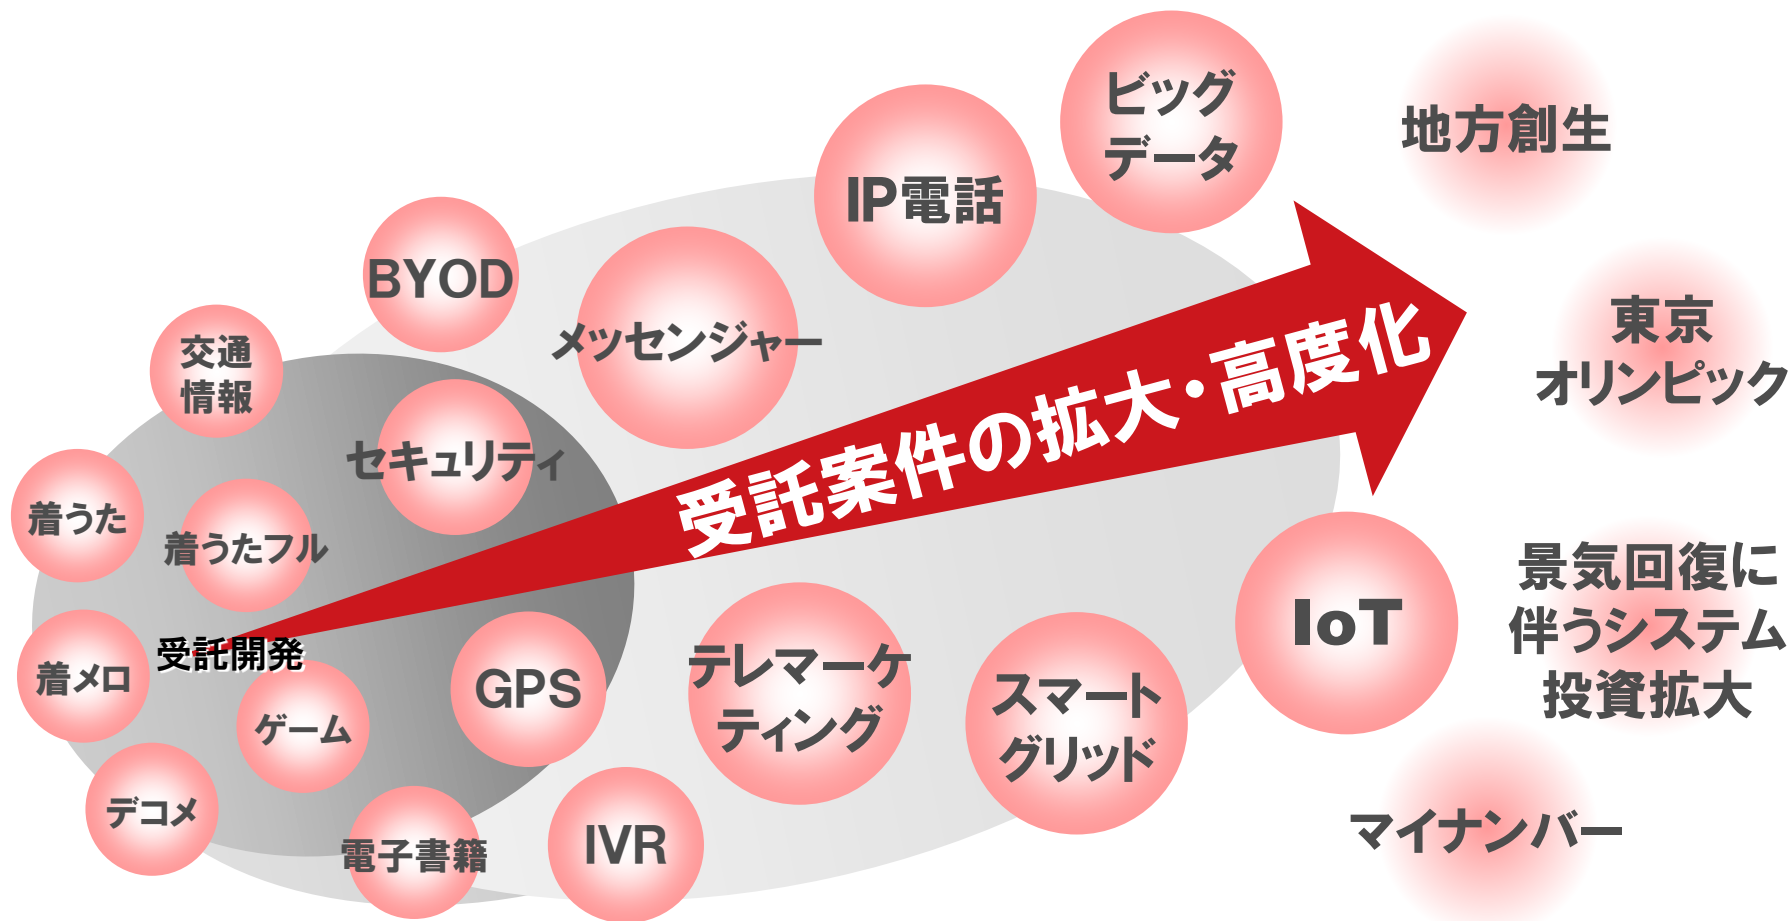 ビッグ
データ
地方創生
IP電話
BYOD
メッセンジャー
東京
オリンピック
交通
情報
セキュリティ
受託案件の拡大・高度化
着うた
着うたフル
景気回復に
伴うシステム
投資拡大
IoT
受託開発
着メロ
GPS
テレマーケ
ティング
スマート
グリッド
ゲーム
デコメ
電子書籍
IVR
マイナンバー